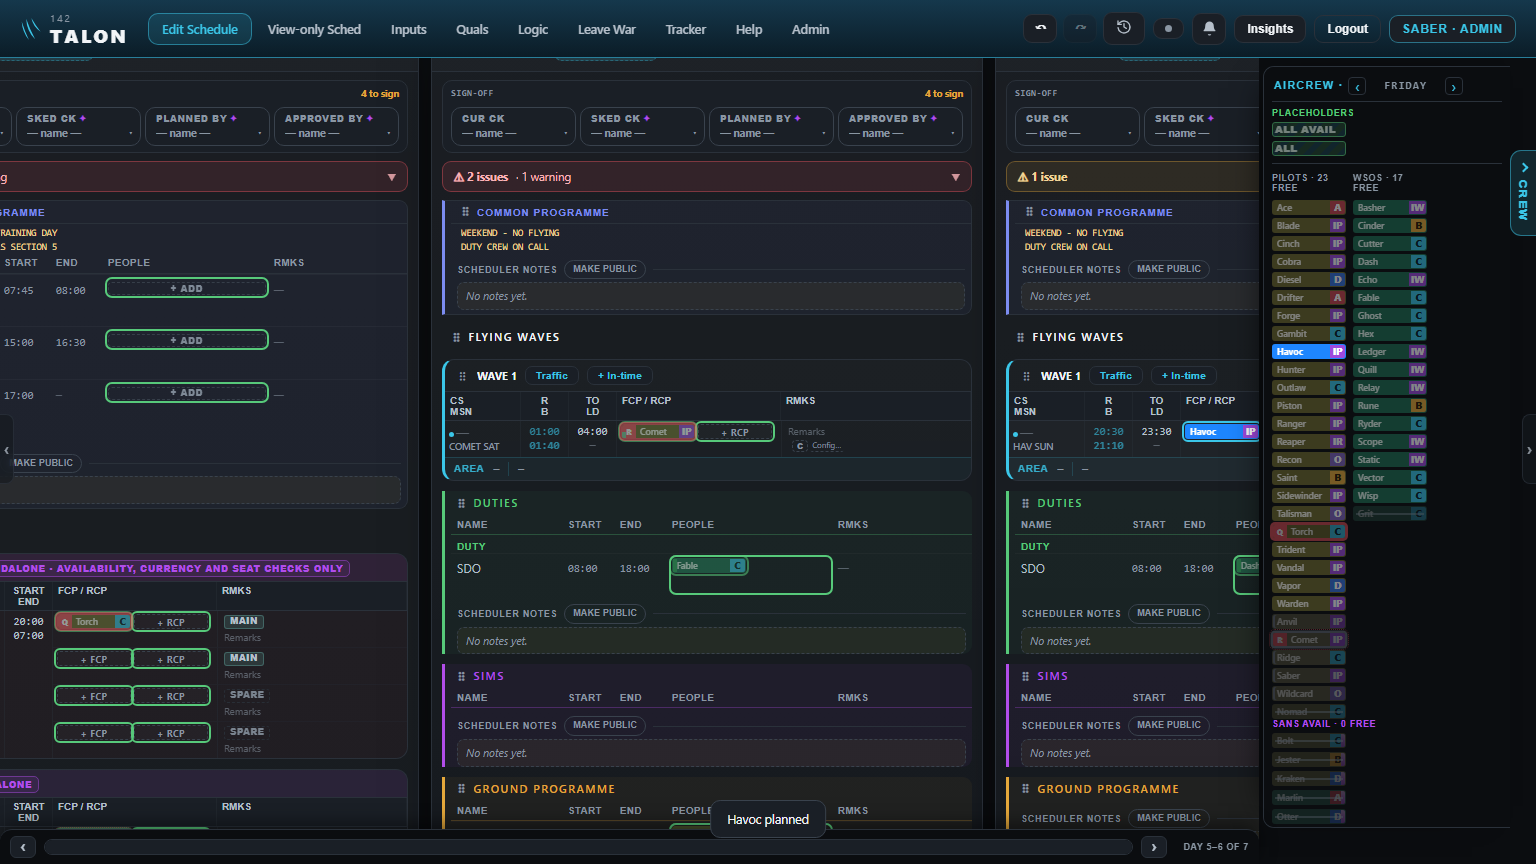 142
TALON
Edit Schedule
View-only Sched
Inputs
Quals
Logic
Leave War
Tracker
Help
Admin
Insights
Logout
SABER · ADMIN
4 to sign
SKED CK ✦
— name —
PLANNED BY ✦
— name —
APPROVED BY ✦
— name —
RAMME
RAINING DAY
S SECTION 5
START END PEOPLE RMKS
07:45 08:00 + ADD —
15:00 16:30 + ADD —
17:00 — + ADD —
MAKE PUBLIC
DALONE · AVAILABILITY, CURRENCY AND SEAT CHECKS ONLY
START
END
FCP / RCP
RMKS
20:00
07:00
Q Torch C
+ RCP
MAIN
Remarks
+ FCP
+ RCP
MAIN
Remarks
+ FCP
+ RCP
SPARE
Remarks
+ FCP
+ RCP
SPARE
Remarks
ALONE
START
END
FCP / RCP
RMKS
SIGN-OFF
4 to sign
CUR CK
— name —
SKED CK ✦
— name —
PLANNED BY ✦
— name —
APPROVED BY ✦
— name —
⚠ 2 issues · 1 warning
COMMON PROGRAMME
WEEKEND - NO FLYING
DUTY CREW ON CALL
SCHEDULER NOTES MAKE PUBLIC
No notes yet.
FLYING WAVES
WAVE 1 Traffic + In-time
CS
MSN
R
B
TO
LD
FCP / RCP
RMKS
—
COMET SAT
01:00
01:40
04:00
—
R Comet IP
+ RCP
Remarks
C Config...
AREA — —
DUTIES
NAME START END PEOPLE RMKS
DUTY
SDO 08:00 18:00 Fable C —
SCHEDULER NOTES MAKE PUBLIC
No notes yet.
SIMS
NAME START END PEOPLE RMKS
SCHEDULER NOTES MAKE PUBLIC
No notes yet.
GROUND PROGRAMME
NAME START END PEOPL
SIGN-OFF
CUR CK
— name —
SKED CK ✦
— name —
⚠ 1 issue
COMMON PROGRAMME
WEEKEND - NO FLYING
DUTY CREW ON CALL
SCHEDULER NOTES MAKE PUBLIC
No notes yet.
FLYING WAVES
WAVE 1 Traffic + In-time
CS
MSN
R
B
TO
LD
FCP / RCP
—
HAV SUN
20:30
21:10
23:30
—
Havoc IP
AREA — —
DUTIES
NAME START END PEO
DUTY
SDO 08:00 18:00 Dash
SCHEDULER NOTES MAKE PUBLIC
No notes yet.
SIMS
NAME START END PEO
SCHEDULER NOTES MAKE PUBLIC
No notes yet.
GROUND PROGRAMME
SCHEDULER NOTES MAKE PUBLIC
AIRCREW · ‹ FRIDAY ›
PLACEHOLDERS
ALL AVAIL
ALL
PILOTS · 23
FREE
Ace A
Blade IP
Cinch IP
Cobra IP
Diesel D
Drifter A
Forge IP
Gambit C
Havoc IP
Hunter IP
Outlaw C
Piston IP
Ranger IP
Reaper IR
Recon O
Saint B
Sidewinder IP
Talisman O
Q Torch C
Trident IP
Vandal IP
Vapor D
Warden IP
Anvil IP
R Comet IP
Ridge C
Saber IP
Wildcard O
Nomad C
WSOS · 17
FREE
Basher IW
Cinder B
Cutter C
Dash C
Echo IW
Fable C
Ghost C
Hex C
Ledger IW
Quill IW
Relay IW
Rune B
Ryder C
Scope IW
Static IW
Vector C
Wisp C
Grit C
SANS AVAIL · 0 FREE
Bolt C
Jester B
Kraken D
Marlin A
Otter D
CREW
Havoc planned
DAY 5–6 OF 7